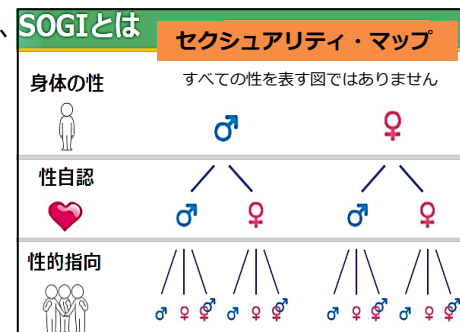 、
SOGIとは
セクシュアリティ・マップ
すべての性を表す図ではありません
身体の性
♂ ♀
性自認
♂ ♀ ♂ ♀
性的指向
♂ ♀ ⚥ ♂ ♀ ⚥ ♂ ♀ ⚥ ♂ ♀ ⚥